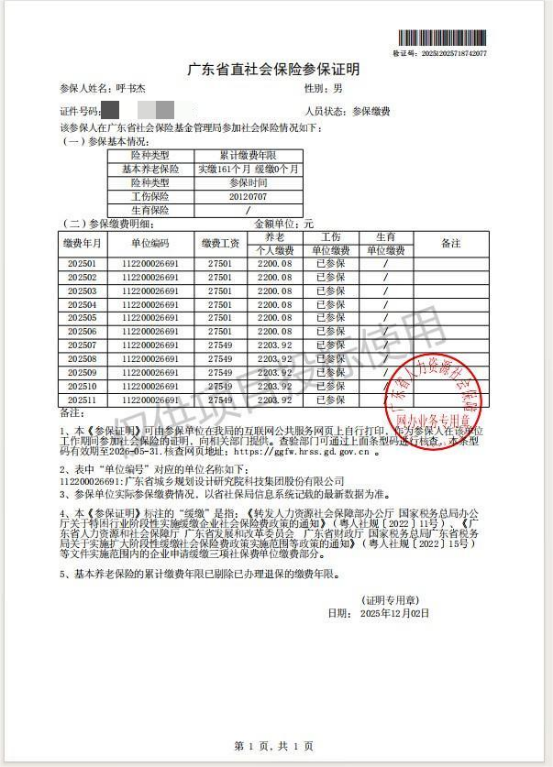 验证码：202512025718742077
广东省直社会保险参保证明
参保人姓名：呼书杰 性别：男
证件号码： 人员状态：参保缴费
该参保人在广东省社会保险基金管理局参加社会保险情况如下：
（一）参保基本情况：
险种类型 累计缴费年限
基本养老保险 实缴161个月 缓缴0个月
险种类型 参保时间
工伤保险 20120707
生育保险 /
（二）参保缴费明细： 金额单位：元
缴费年月 单位编码 缴费工资 养老 工伤 生育 备注
个人缴费 单位缴费 单位缴费
202501 112200026691 27501 2200.08 已参保 /
202502 112200026691 27501 2200.08 已参保 /
202503 112200026691 27501 2200.08 已参保 /
202504 112200026691 27501 2200.08 已参保 /
202505 112200026691 27501 2200.08 已参保 /
202506 112200026691 27501 2200.08 已参保 /
202507 112200026691 27549 2203.92 已参保 /
202508 112200026691 27549 2203.92 已参保 /
202509 112200026691 27549 2203.92 已参保 /
202510 112200026691 27549 2203.92 已参保 /
202511 112200026691 27549 2203.92 已参保 /
仅供项目投标使用
广东省人力资源社会保障
网办业务专用章
备注：
1、本《参保证明》可由参保单位在我局的互联网公共服务网页上自行打印，作为参保人在该单位
工作期间参加社会保险的证明，向相关部门提供。查验部门可通过上面条型码进行核查，本条型
码有效期至2026-05-31.核查网页地址：https://ggfw.hrss.gd.gov.cn 。
2、表中“单位编号”对应的单位名称如下：
112200026691:广东省城乡规划设计研究院科技集团股份有限公司
3、参保单位实际参保缴费情况，以省社保局信息系统记载的最新数据为准。
4、本《参保证明》标注的“缓缴”是指：《转发人力资源社会保障部办公厅 国家税务总局办公
厅关于特困行业阶段性实施缓缴企业社会保险费政策的通知》（粤人社规〔2022〕11号）、《广
东省人力资源和社会保障厅 广东省发展和改革委员会 广东省财政厅 国家税务总局广东省税务
局关于实施扩大阶段性缓缴社会保险费政策实施范围等政策的通知》（粤人社规〔2022〕15号）
等文件实施范围内的企业申请缓缴三项社保费单位缴费部分。
5、基本养老保险的累计缴费年限已剔除已办理退保的缴费年限。
（证明专用章）
日期： 2025年12月02日
第 1 页, 共 1 页